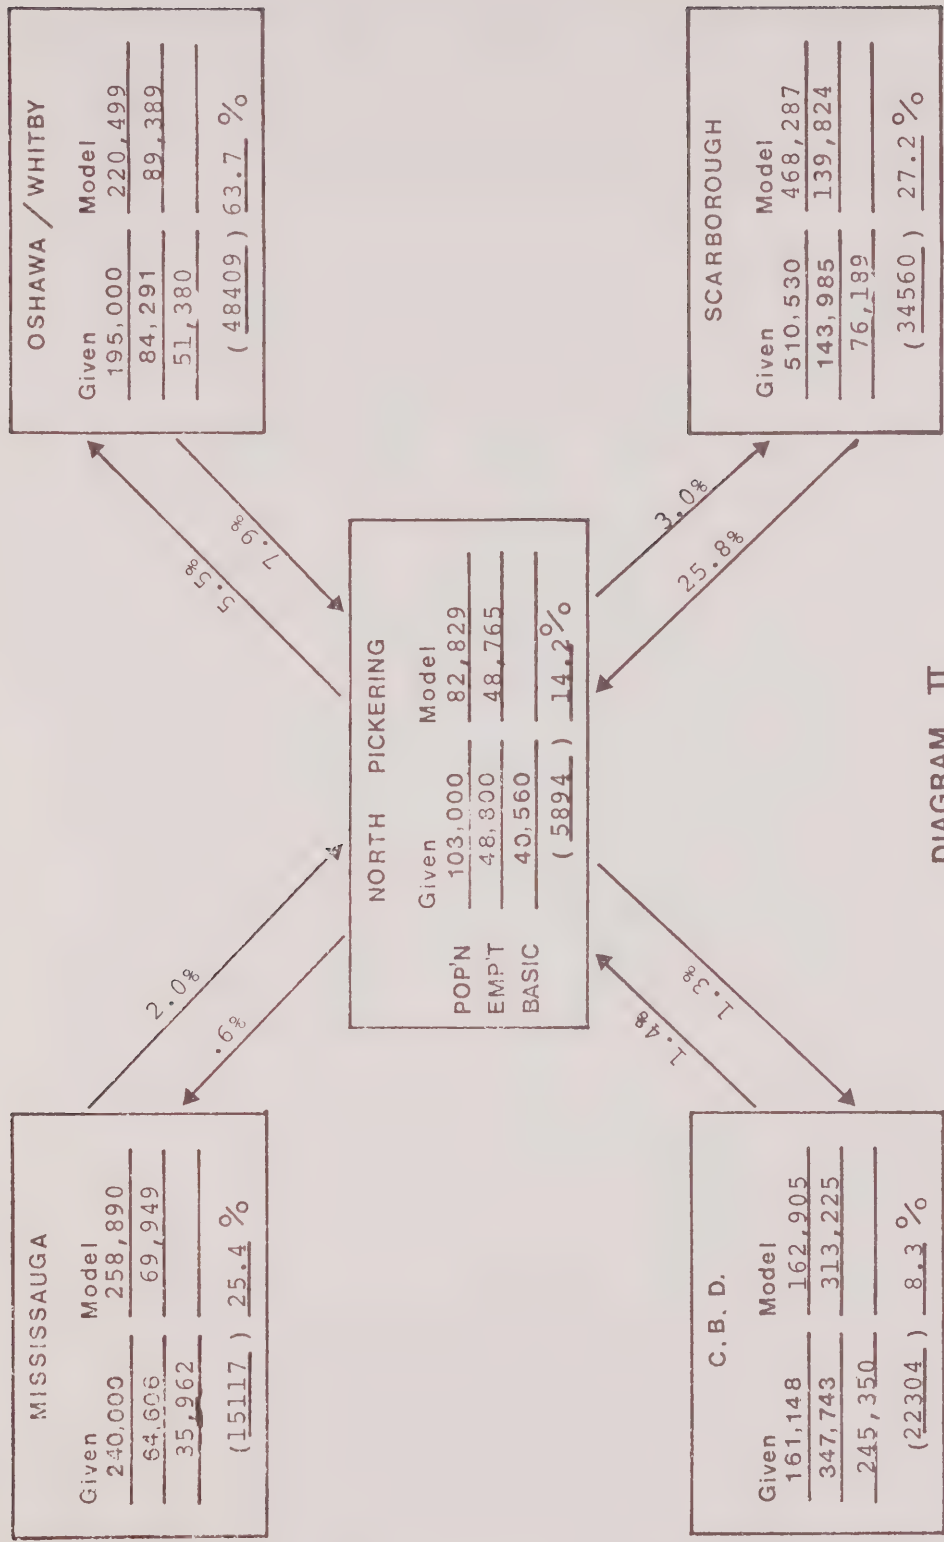 MISSISSAUGA
Given Model
240,000 258,890
64,606 69,949
35,962
(15117) 25.4 %
OSHAWA / WHITBY
Given Model
195,000 220,499
84,291 89,389
51,380
(48409) 63.7 %
2.0%
.6%
5.5%
7.9%
NORTH PICKERING
Given Model
POP'N 103,000 82,829
EMP'T 48,300 48,765
BASIC 40,560
(5894) 14.2%
1.4%
1.3%
3.0%
25.8%
C.B.D.
Given Model
161,148 162,905
347,743 313,225
245,350
(22304) 8.3 %
SCARBOROUGH
Given Model
510,530 468,287
143,985 139,824
76,189
(34560) 27.2 %
DIAGRAM II